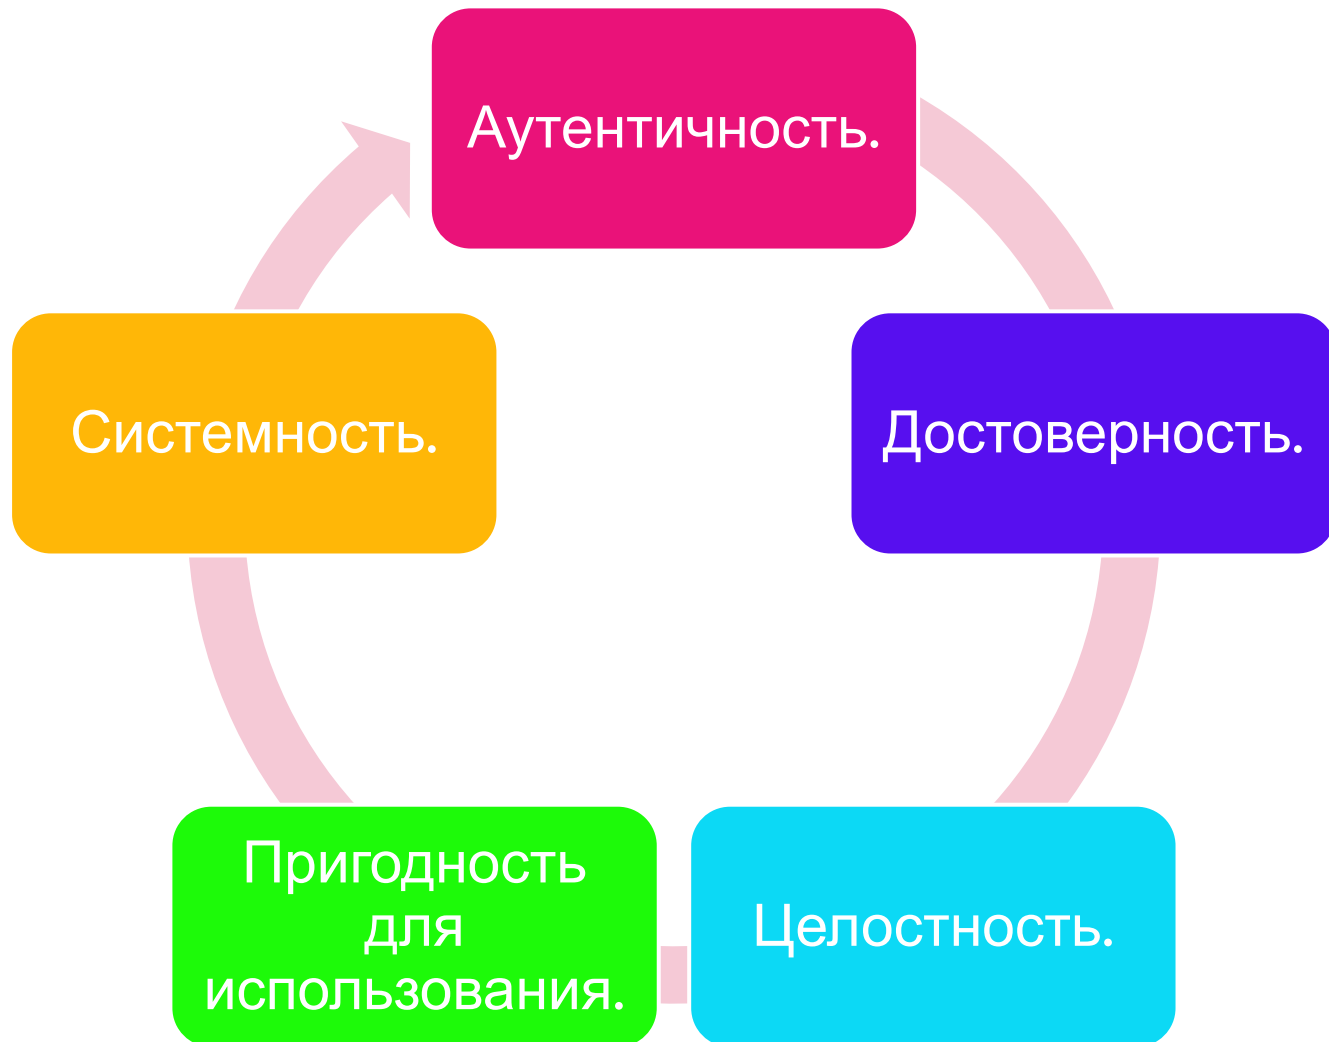 Аутентичность.
Достоверность.
Целостность.
Пригодность
для
использования.
Системность.